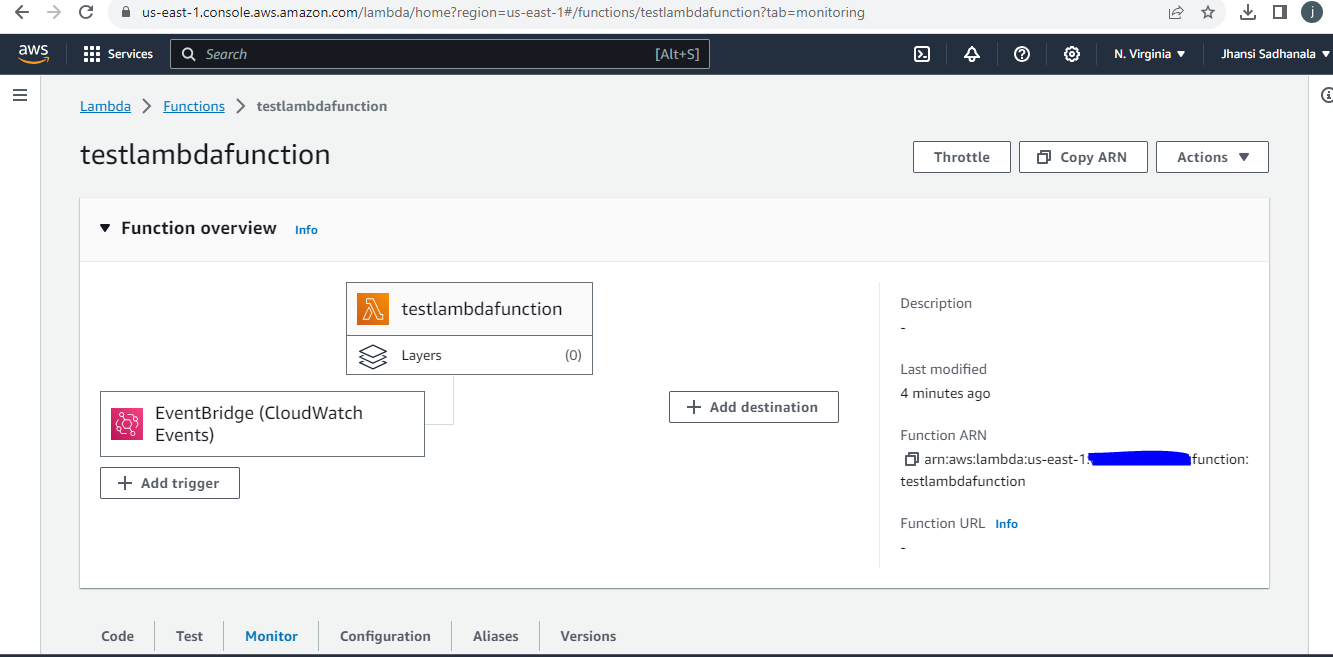 us-east-1.console.aws.amazon.com/lambda/home?region=us-east-1#/functions/testlambdafunction?tab=monitoring
j
aws
Services
Search
[Alt+S]
N. Virginia
Jhansi Sadhanala
Lambda
Functions
testlambdafunction
testlambdafunction
Throttle
Copy ARN
Actions
Function overview
Info
testlambdafunction
Layers
(0)
EventBridge (CloudWatch
Events)
Add trigger
Add destination
Description
-
Last modified
4 minutes ago
Function ARN
arn:aws:lambda:us-east-1: function:
testlambdafunction
Function URL Info
-
Code
Test
Monitor
Configuration
Aliases
Versions